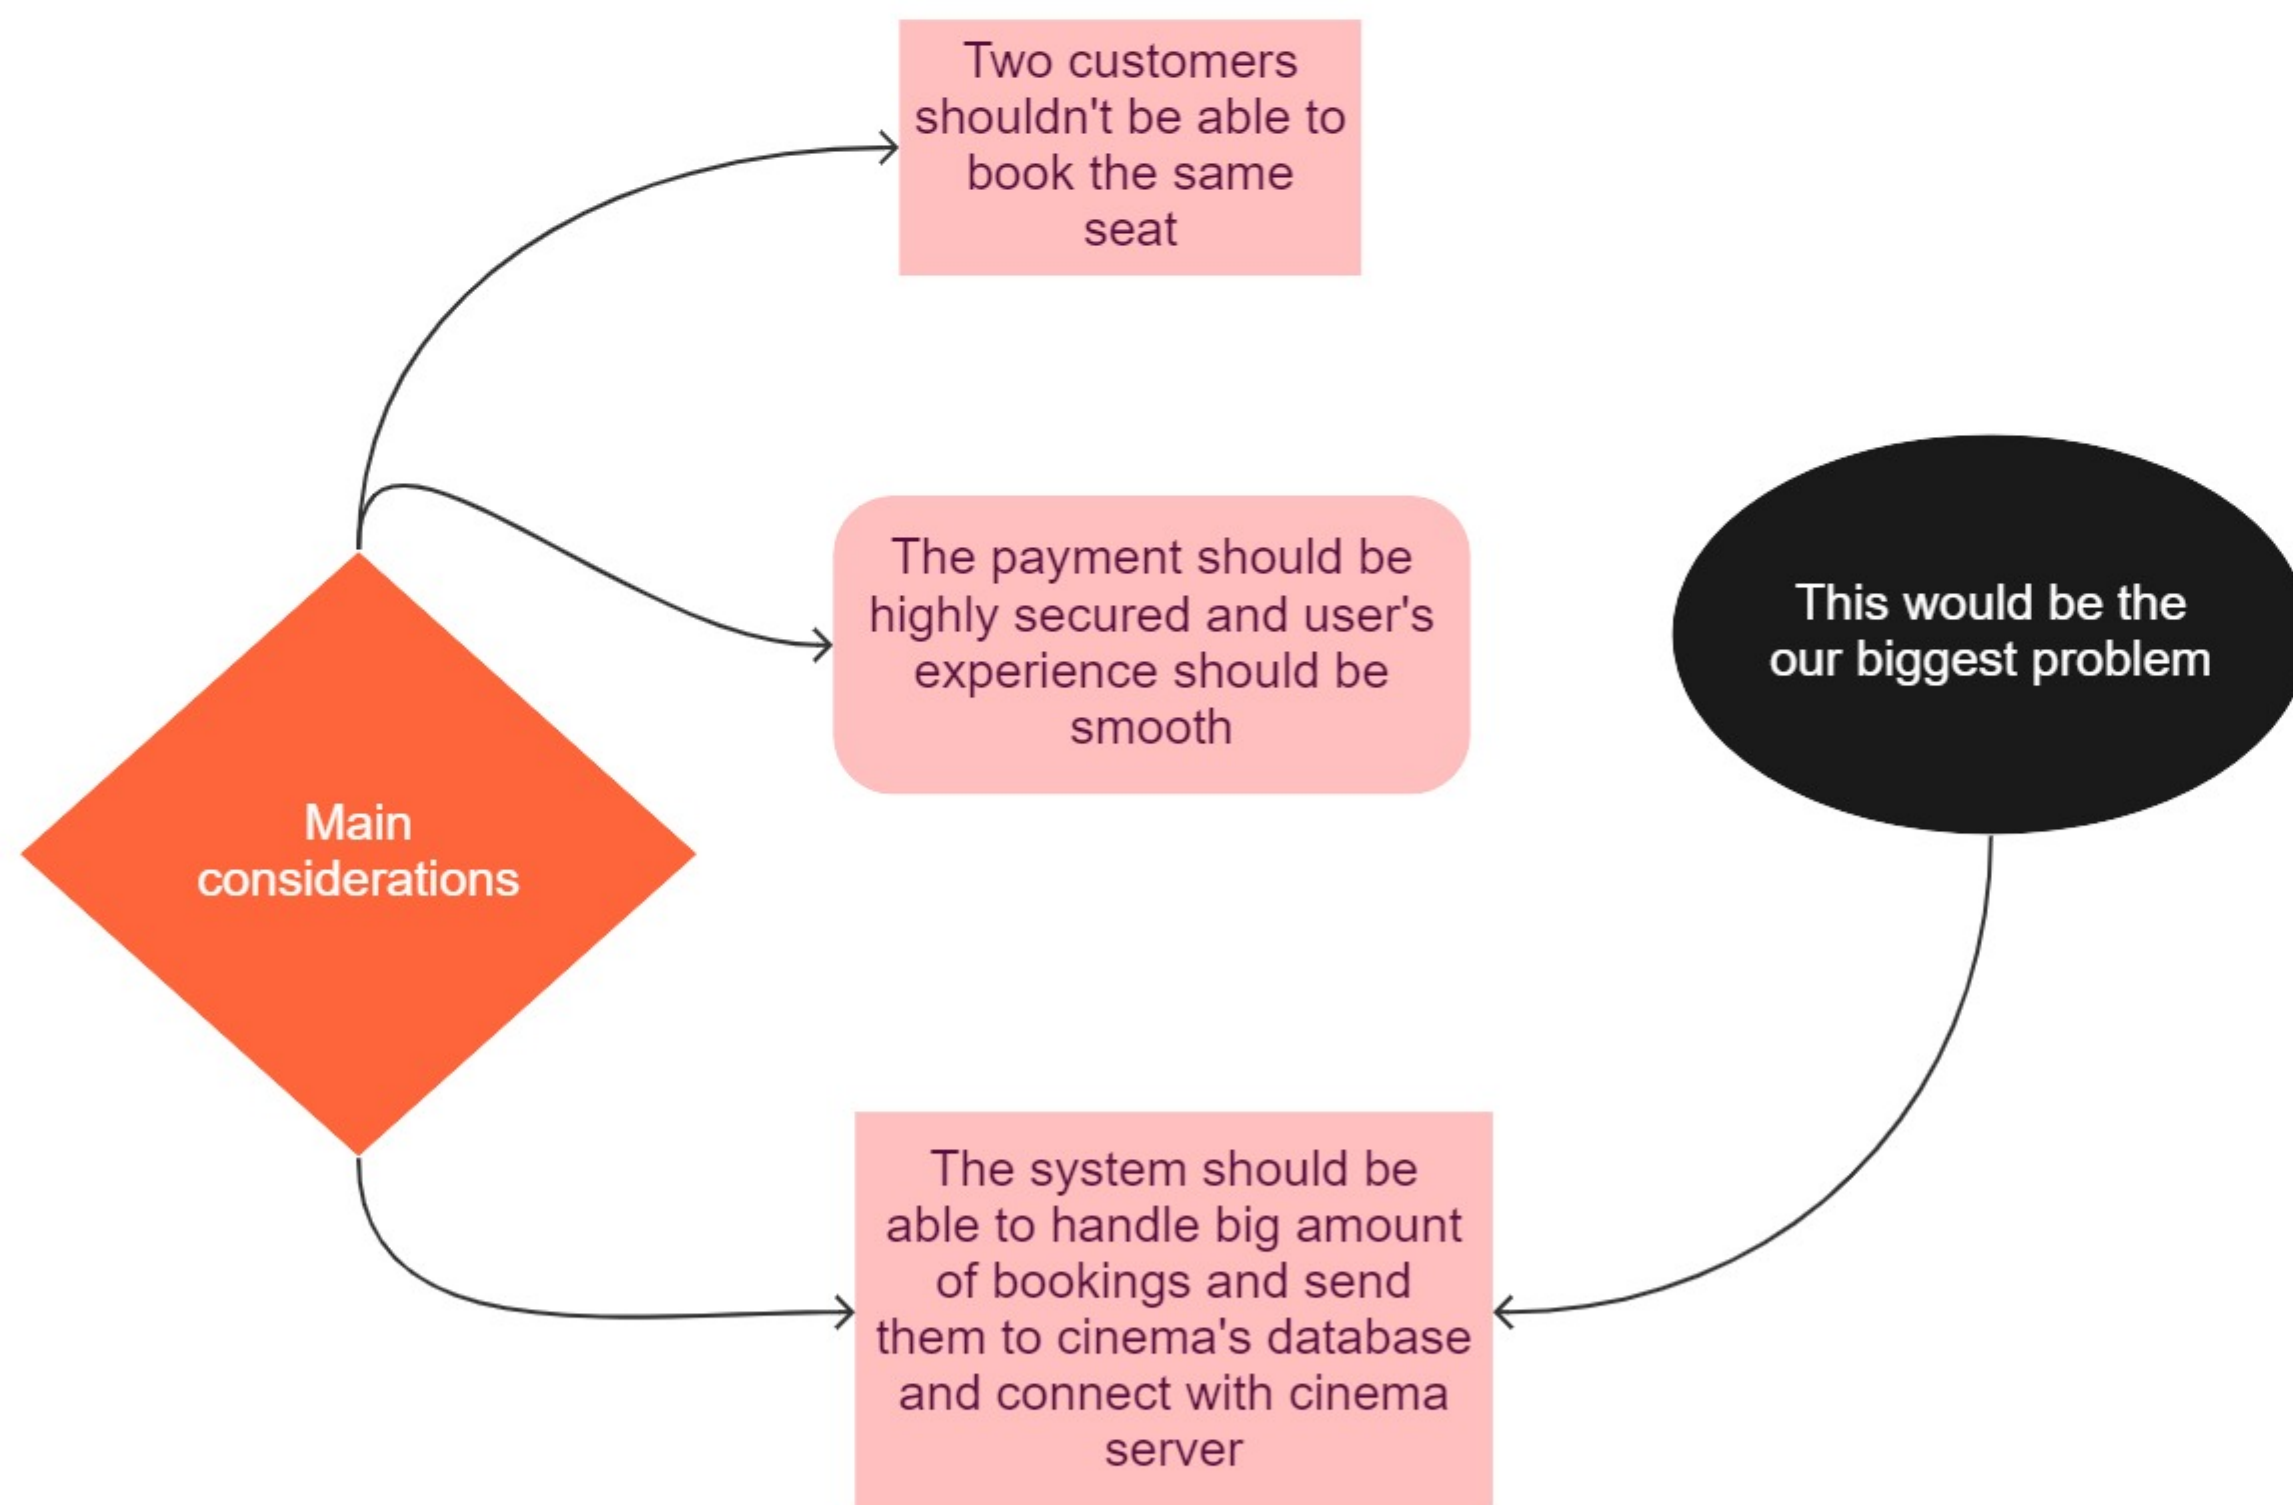 Two customers
shouldn't be able to
book the same
seat
The payment should be
highly secured and user's
experience should be
smooth
This would be the
our biggest problem
Main
considerations
The system should be
able to handle big amount
of bookings and send
them to cinema's database
and connect with cinema
server